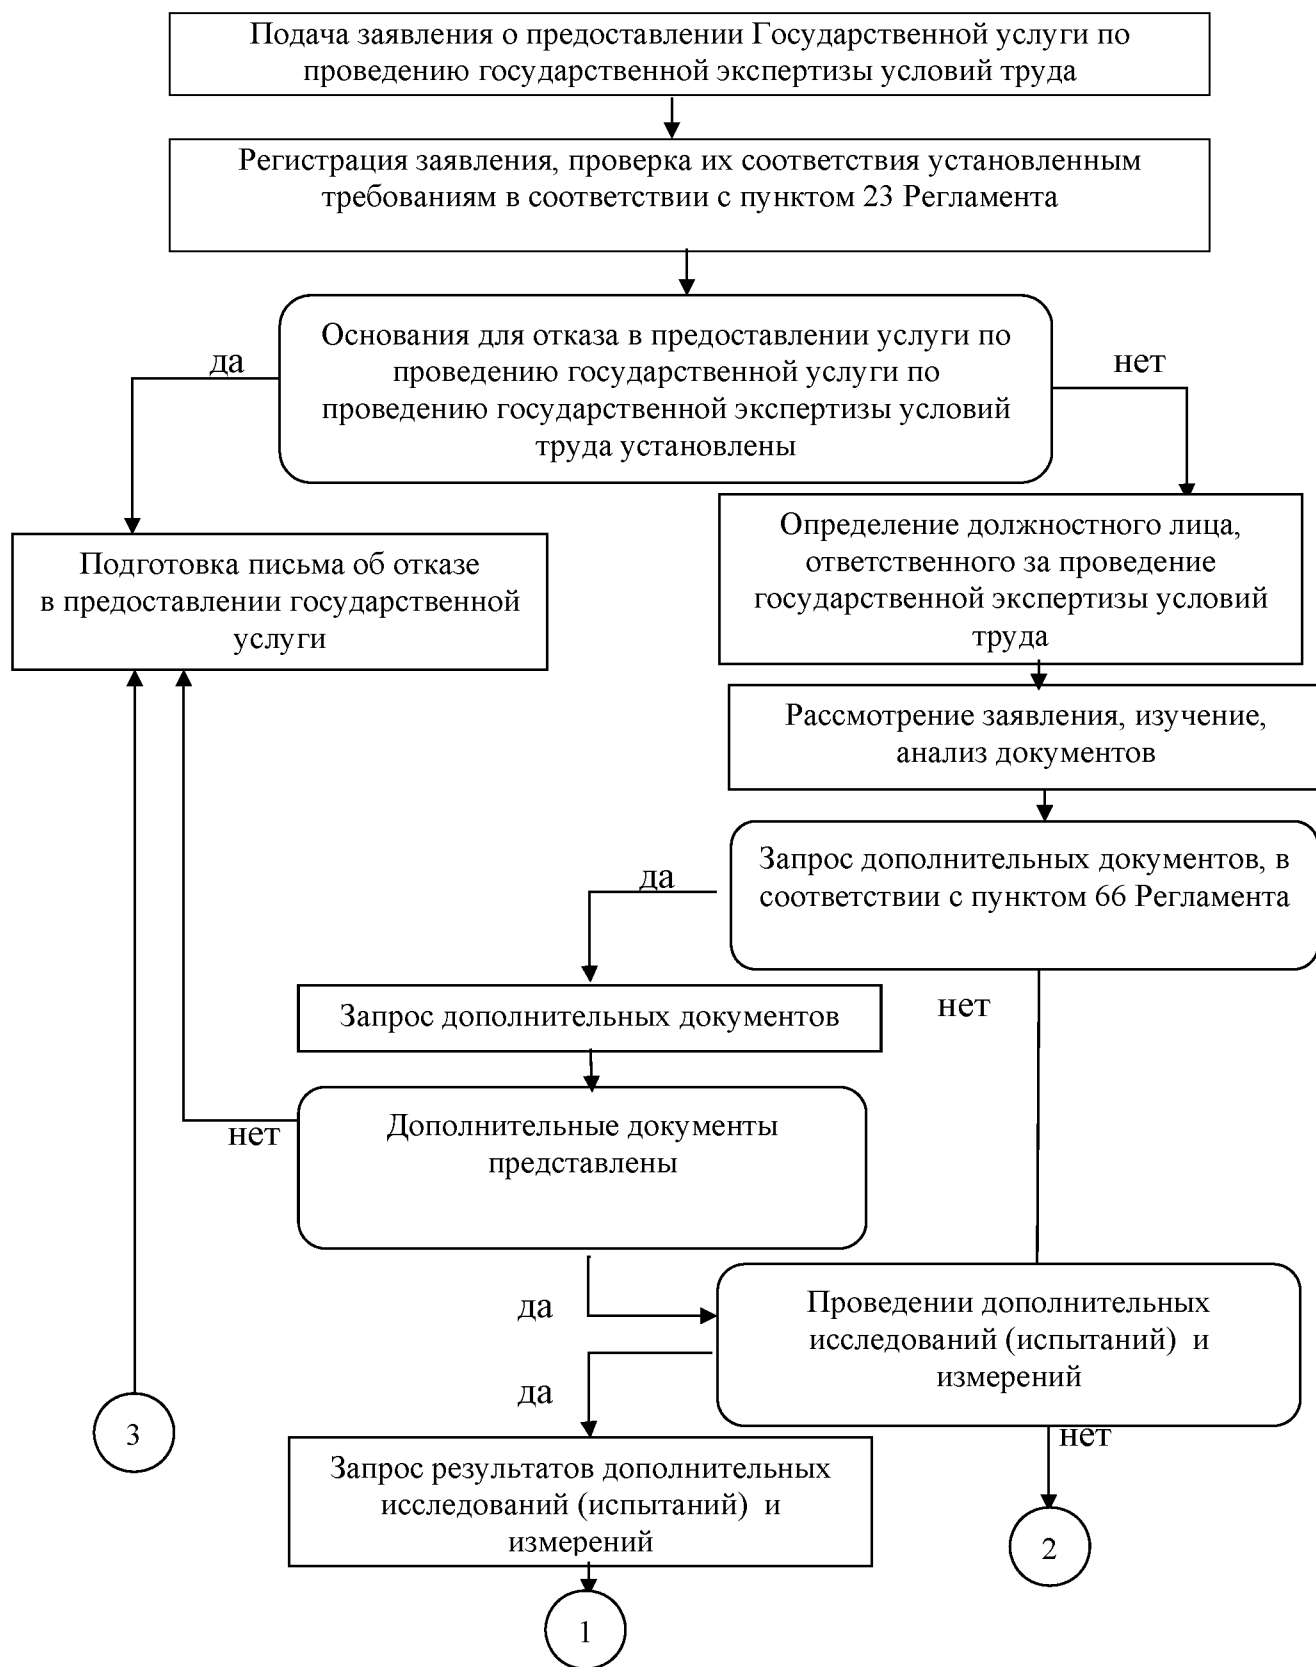 Подача заявления о предоставлении Государственной услуги по
проведению государственной экспертизы условий труда
Регистрация заявления, проверка их соответствия установленным
требованиям в соответствии с пунктом 23 Регламента
Основания для отказа в предоставлении услуги по
проведению государственной услуги по
проведению государственной экспертизы условий
труда установлены
да
нет
Определение должностного лица,
ответственного за проведение
государственной экспертизы условий
труда
Подготовка письма об отказе
в предоставлении государственной
услуги
Рассмотрение заявления, изучение,
анализ документов
Запрос дополнительных документов, в
соответствии с пунктом 66 Регламента
да
нет
Запрос дополнительных документов
Дополнительные документы
представлены
нет
да
Проведении дополнительных
исследований (испытаний) и
измерений
да
нет
3
Запрос результатов дополнительных
исследований (испытаний) и
измерений
2
1